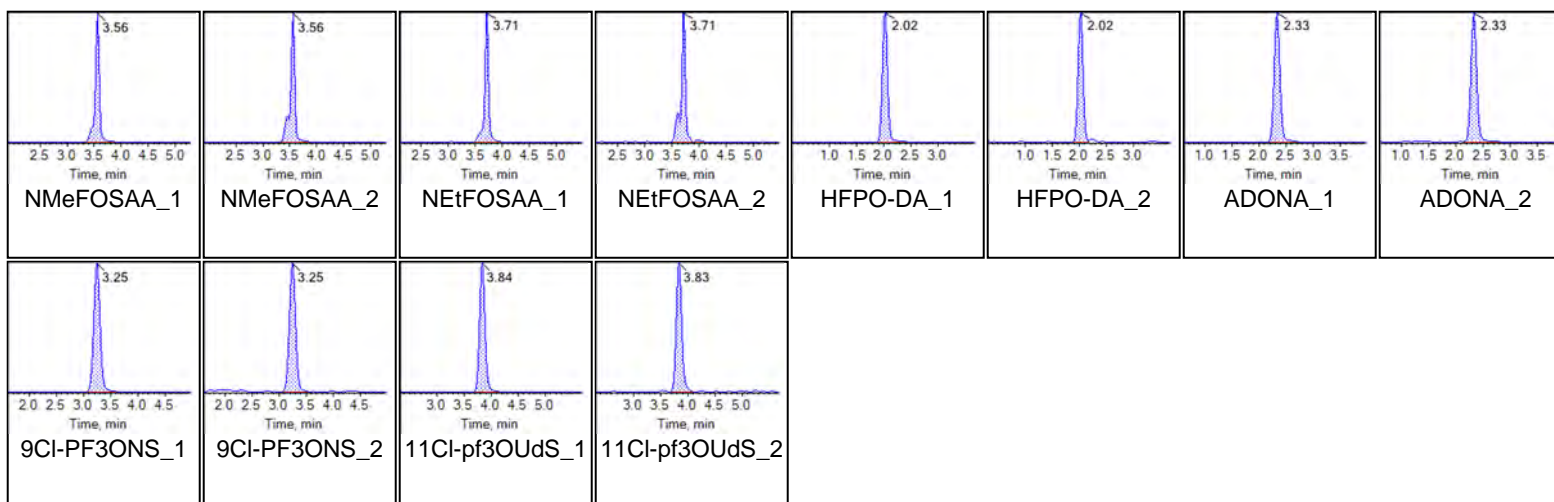 3.56 3.56 3.71 3.71 2.02 2.02 2.33 2.33
2.5 3.0 3.5 4.0 4.5 5.0 2.5 3.0 3.5 4.0 4.5 5.0 2.5 3.0 3.5 4.0 4.5 5.0 2.5 3.0 3.5 4.0 4.5 5.0 1.0 1.5 2.0 2.5 3.0 1.0 1.5 2.0 2.5 3.0 1.0 1.5 2.0 2.5 3.0 3.5 1.0 1.5 2.0 2.5 3.0 3.5
Time, min Time, min Time, min Time, min Time, min Time, min Time, min Time, min
NMeFOSAA_1 NMeFOSAA_2 NEtFOSAA_1 NEtFOSAA_2 HFPO-DA_1 HFPO-DA_2 ADONA_1 ADONA_2
3.25 3.25 3.84 3.83
2.0 2.5 3.0 3.5 4.0 4.5 2.0 2.5 3.0 3.5 4.0 4.5 3.0 3.5 4.0 4.5 5.0 3.0 3.5 4.0 4.5 5.0
Time, min Time, min Time, min Time, min
9Cl-PF3ONS_1 9Cl-PF3ONS_2 11Cl-pf3OUdS_1 11Cl-pf3OUdS_2